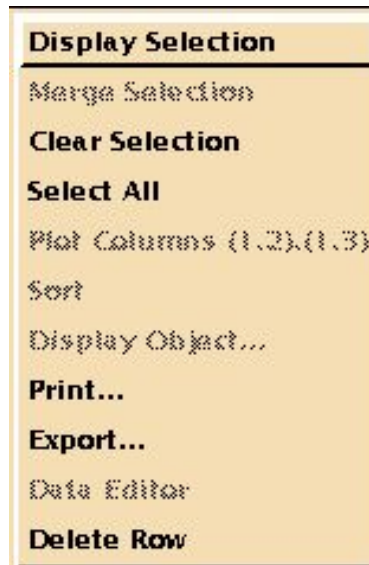 Display Selection
Merge Selection
Clear Selection
Select All
Plot Columns (1,2),(1,3)
Sort
Display Object...
Print...
Export...
Data Editor
Delete Row